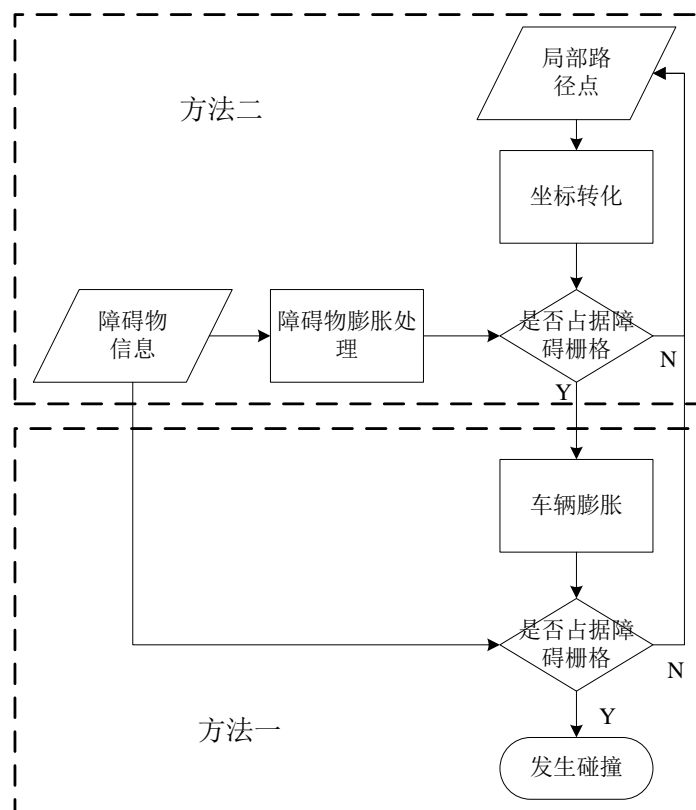 局部路
径点
方法二
坐标转化
障碍物
信息
障碍物膨胀处
理
是否占据障
碍栅格
N
Y
车辆膨胀
是否占据障
碍栅格
N
Y
方法一
发生碰撞